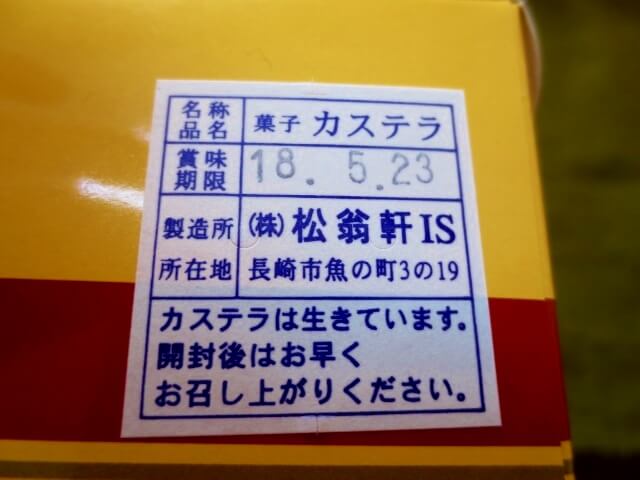 名称
品名
菓子 カステラ
賞味
期限
18. 5.23
製造所
(株)松翁軒IS
所在地
長崎市魚の町3の19
カステラは生きています。
開封後はお早く
お召し上がりください。